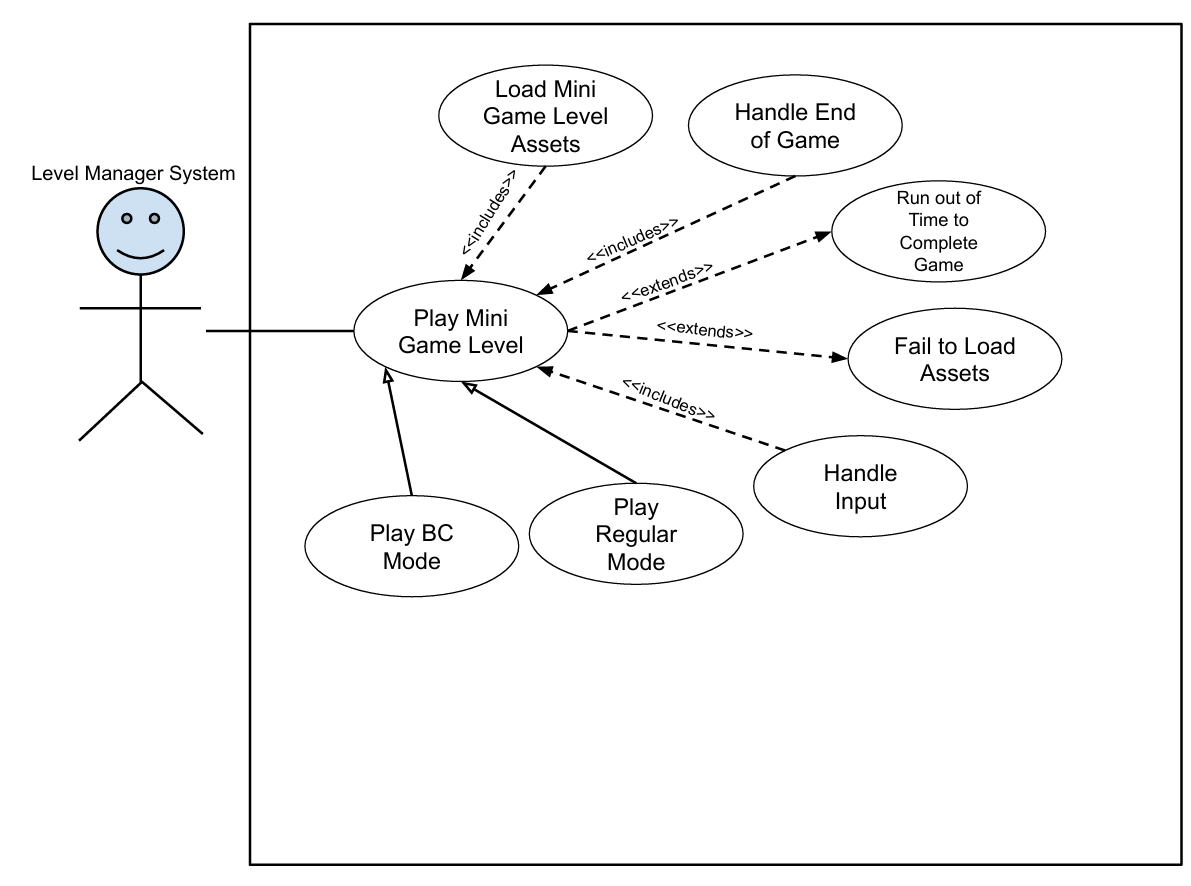 Load Mini
Game Level
Assets
Handle End
of Game
Level Manager System
<<includes>>
<<includes>>
Run out of
Time to
Complete
Game
<<extends>>
Play Mini
Game Level
<<extends>>
Fail to Load
Assets
<<includes>>
Handle
Input
Play BC
Mode
Play
Regular
Mode